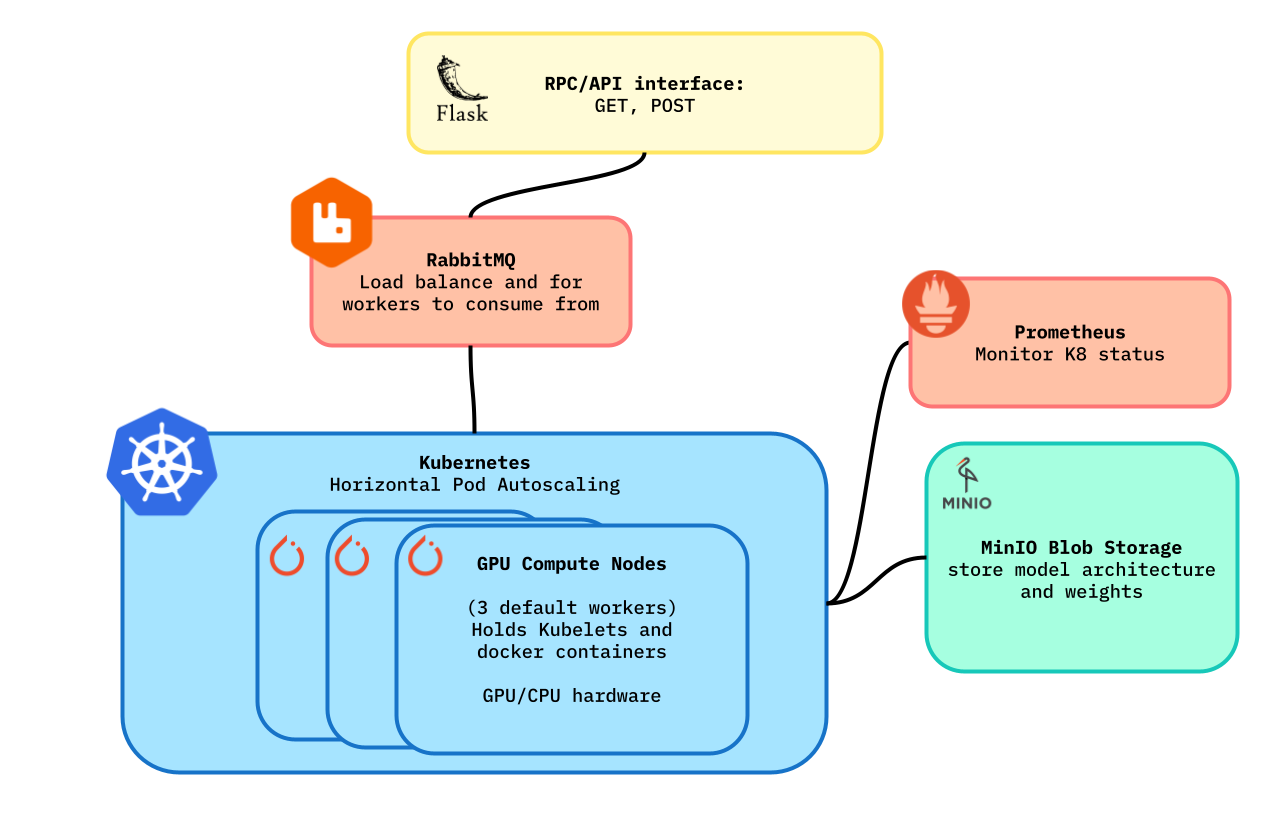 Flask
RPC/API interface:
GET, POST
RabbitMQ
Load balance and for
workers to consume from
Prometheus
Monitor K8 status
Kubernetes
Horizontal Pod Autoscaling
MINIO
MinIO Blob Storage
store model architecture
and weights
GPU Compute Nodes
(3 default workers)
Holds Kubelets and
docker containers
GPU/CPU hardware